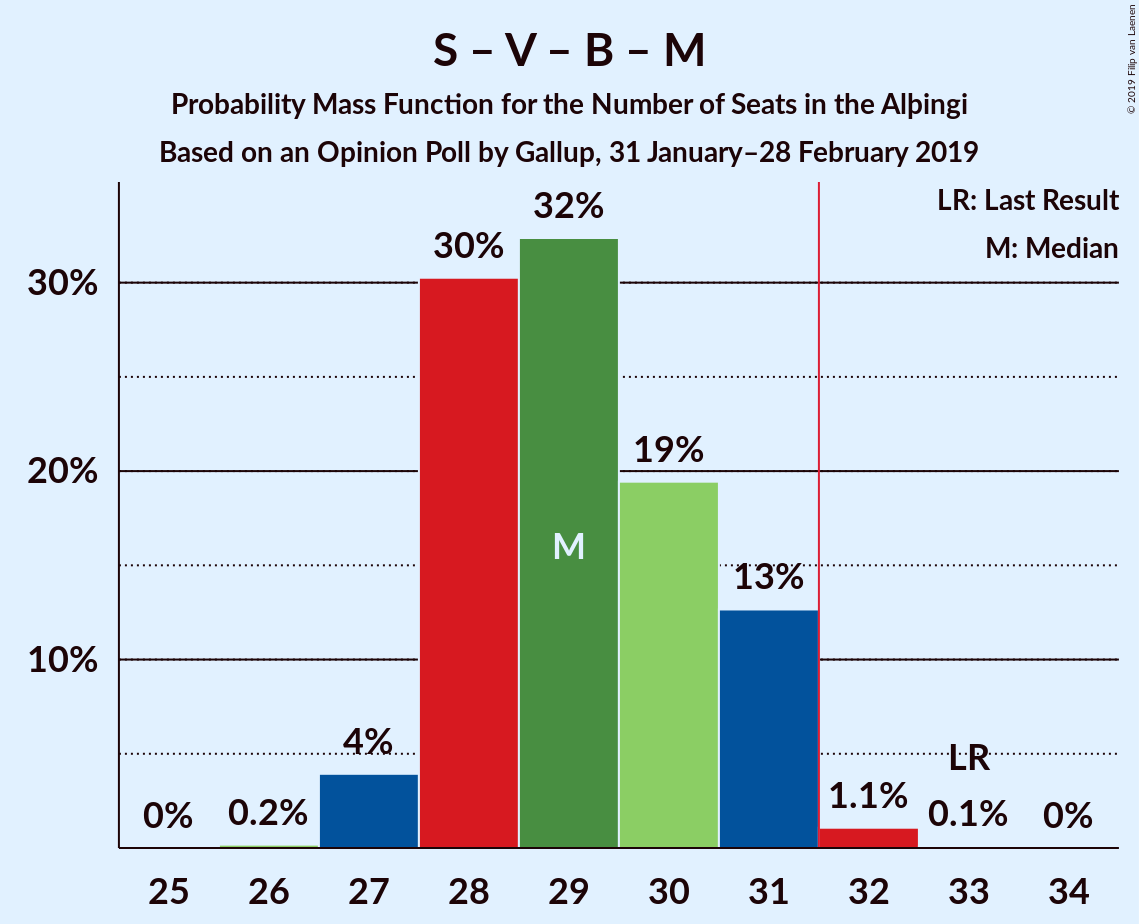 S – V – B – M
Probability Mass Function for the Number of Seats in the Alþingi
Based on an Opinion Poll by Gallup, 31 January–28 February 2019
© 2019 Filip van Laenen
LR: Last Result
M: Median
30%
20%
10%
0%
0.2%
4%
30%
32%
19%
13%
1.1%
0.1%
0%
M
LR
25 26 27 28 29 30 31 32 33 34